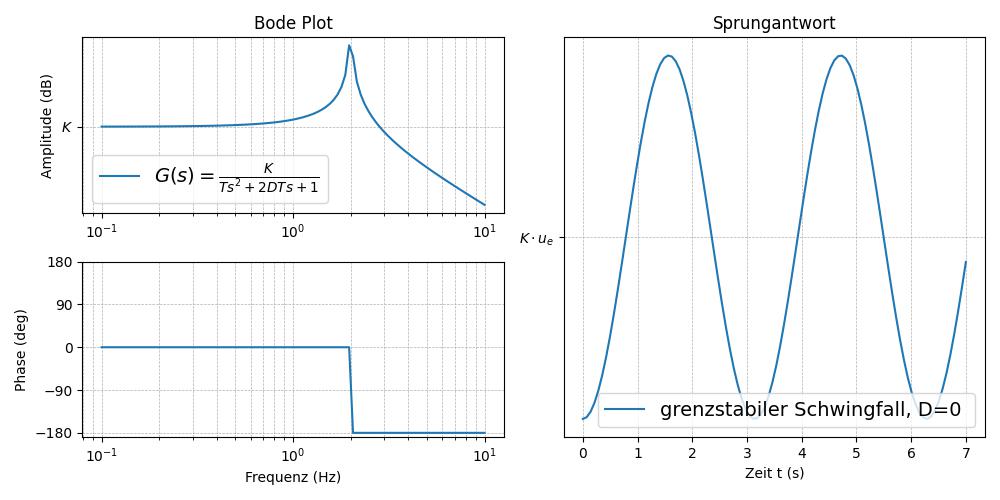 Bode Plot
Amplitude (dB)
K
G(s) = K / (Ts² + 2DTs + 1)
10⁻¹ 10⁰ 10¹
Phase (deg)
180
90
0
−90
−180
10⁻¹ 10⁰ 10¹
Frequenz (Hz)
Sprungantwort
K · uₑ
grenzstabiler Schwingfall, D=0
0 1 2 3 4 5 6 7
Zeit t (s)